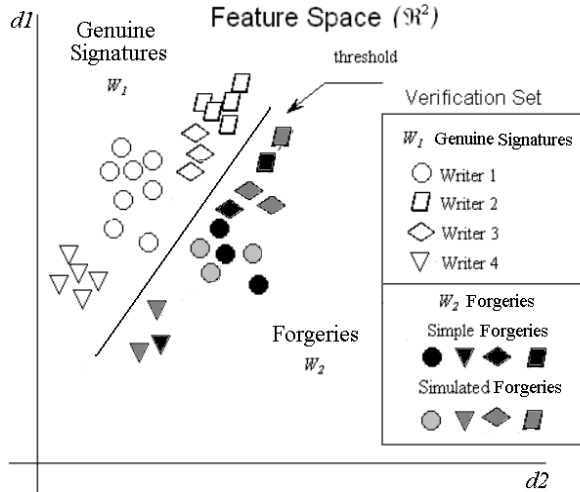 d1
Feature Space (ℜ²)
Genuine
Signatures
W₁
threshold
Verification Set
W₁ Genuine Signatures
Writer 1
Writer 2
Writer 3
Writer 4
W₂ Forgeries
Simple Forgeries
Simulated Forgeries
Forgeries
W₂
d2